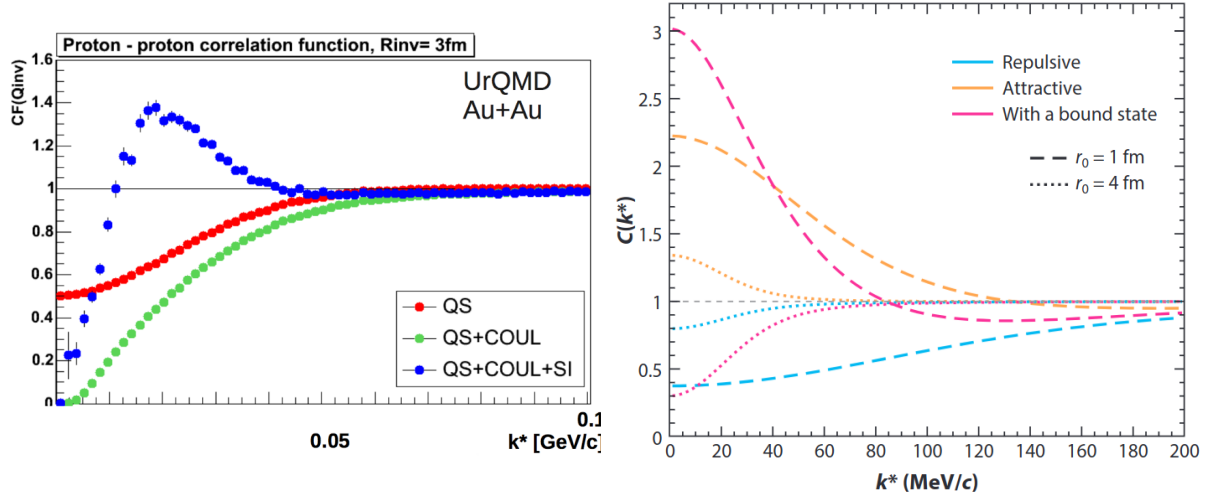 Proton - proton correlation function, Rinv= 3fm
CF(Qinv)
1.6
1.4
1.2
1
0.8
0.6
0.4
0.2
0
UrQMD
Au+Au
QS
QS+COUL
QS+COUL+SI
0.05
0.1
k* [GeV/c]
C(k*)
3
2.5
2
1.5
1
0.5
0
Repulsive
Attractive
With a bound state
r0 = 1 fm
r0 = 4 fm
0 20 40 60 80 100 120 140 160 180 200
k* (MeV/c)